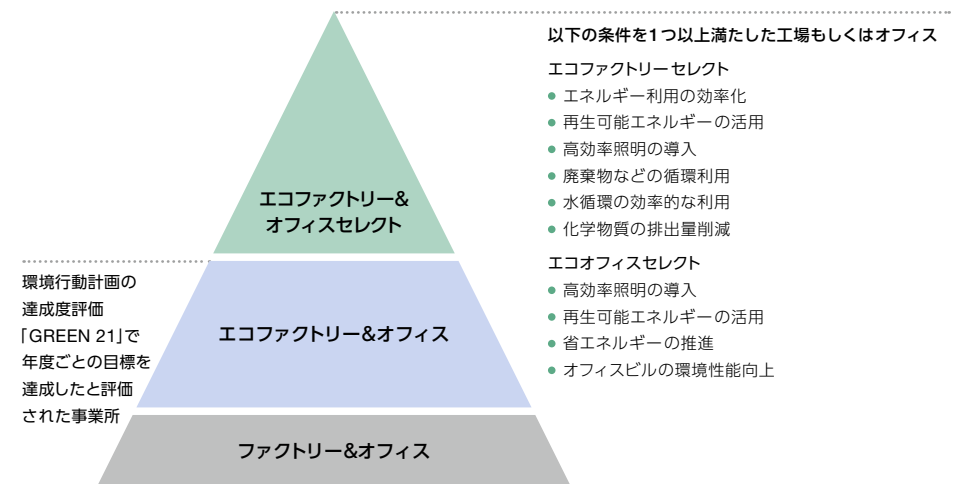 以下の条件を1つ以上満たした工場もしくはオフィス
エコファクトリーセレクト
● エネルギー利用の効率化
● 再生可能エネルギーの活用
● 高効率照明の導入
● 廃棄物などの循環利用
● 水循環の効率的な利用
● 化学物質の排出量削減
エコオフィスセレクト
● 高効率照明の導入
● 再生可能エネルギーの活用
● 省エネルギーの推進
● オフィスビルの環境性能向上
エコファクトリー&
オフィスセレクト
環境行動計画の
達成度評価
「GREEN 21」で
年度ごとの目標を
達成したと評価
された事業所
エコファクトリー&オフィス
ファクトリー&オフィス